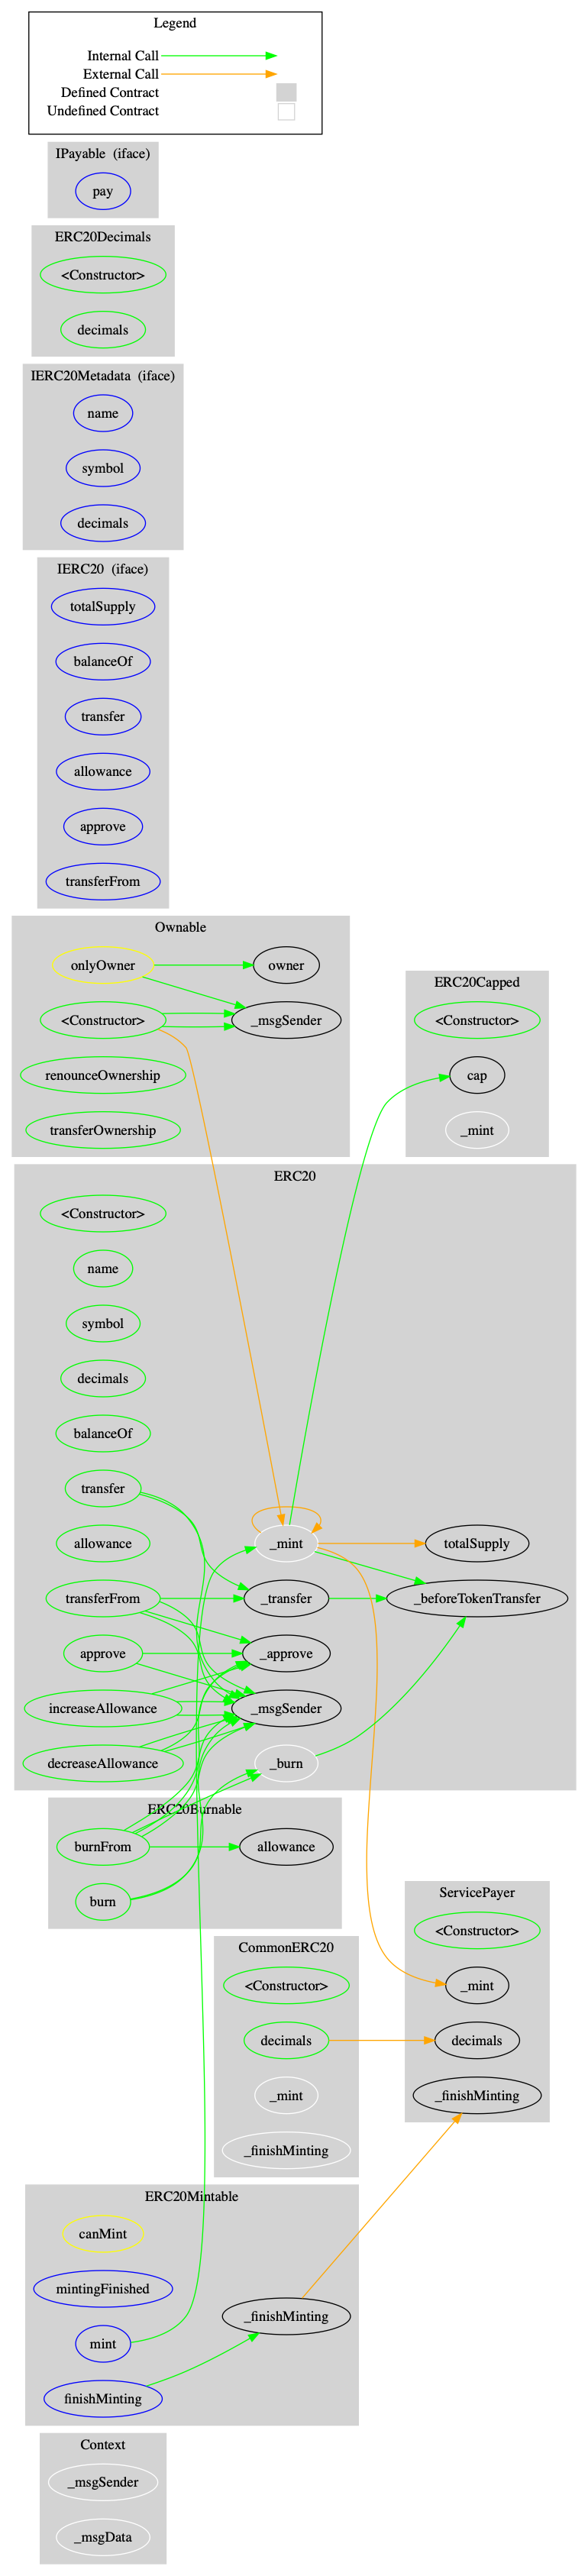 Legend
Internal Call
External Call
Defined Contract
Undefined Contract
IPayable (iface)
pay
ERC20Decimals
<Constructor>
decimals
IERC20Metadata (iface)
name
symbol
decimals
IERC20 (iface)
totalSupply
balanceOf
transfer
allowance
approve
transferFrom
Ownable
onlyOwner
owner
<Constructor>
_msgSender
renounceOwnership
transferOwnership
ERC20Capped
<Constructor>
cap
_mint
ERC20
<Constructor>
name
symbol
decimals
balanceOf
transfer
allowance
_mint
totalSupply
transferFrom
_transfer
_beforeTokenTransfer
approve
_approve
increaseAllowance
_msgSender
decreaseAllowance
_burn
ERC20Burnable
burnFrom
allowance
burn
ServicePayer
<Constructor>
_mint
decimals
_finishMinting
CommonERC20
<Constructor>
decimals
_mint
_finishMinting
ERC20Mintable
canMint
mintingFinished
_finishMinting
mint
finishMinting
Context
_msgSender
_msgData